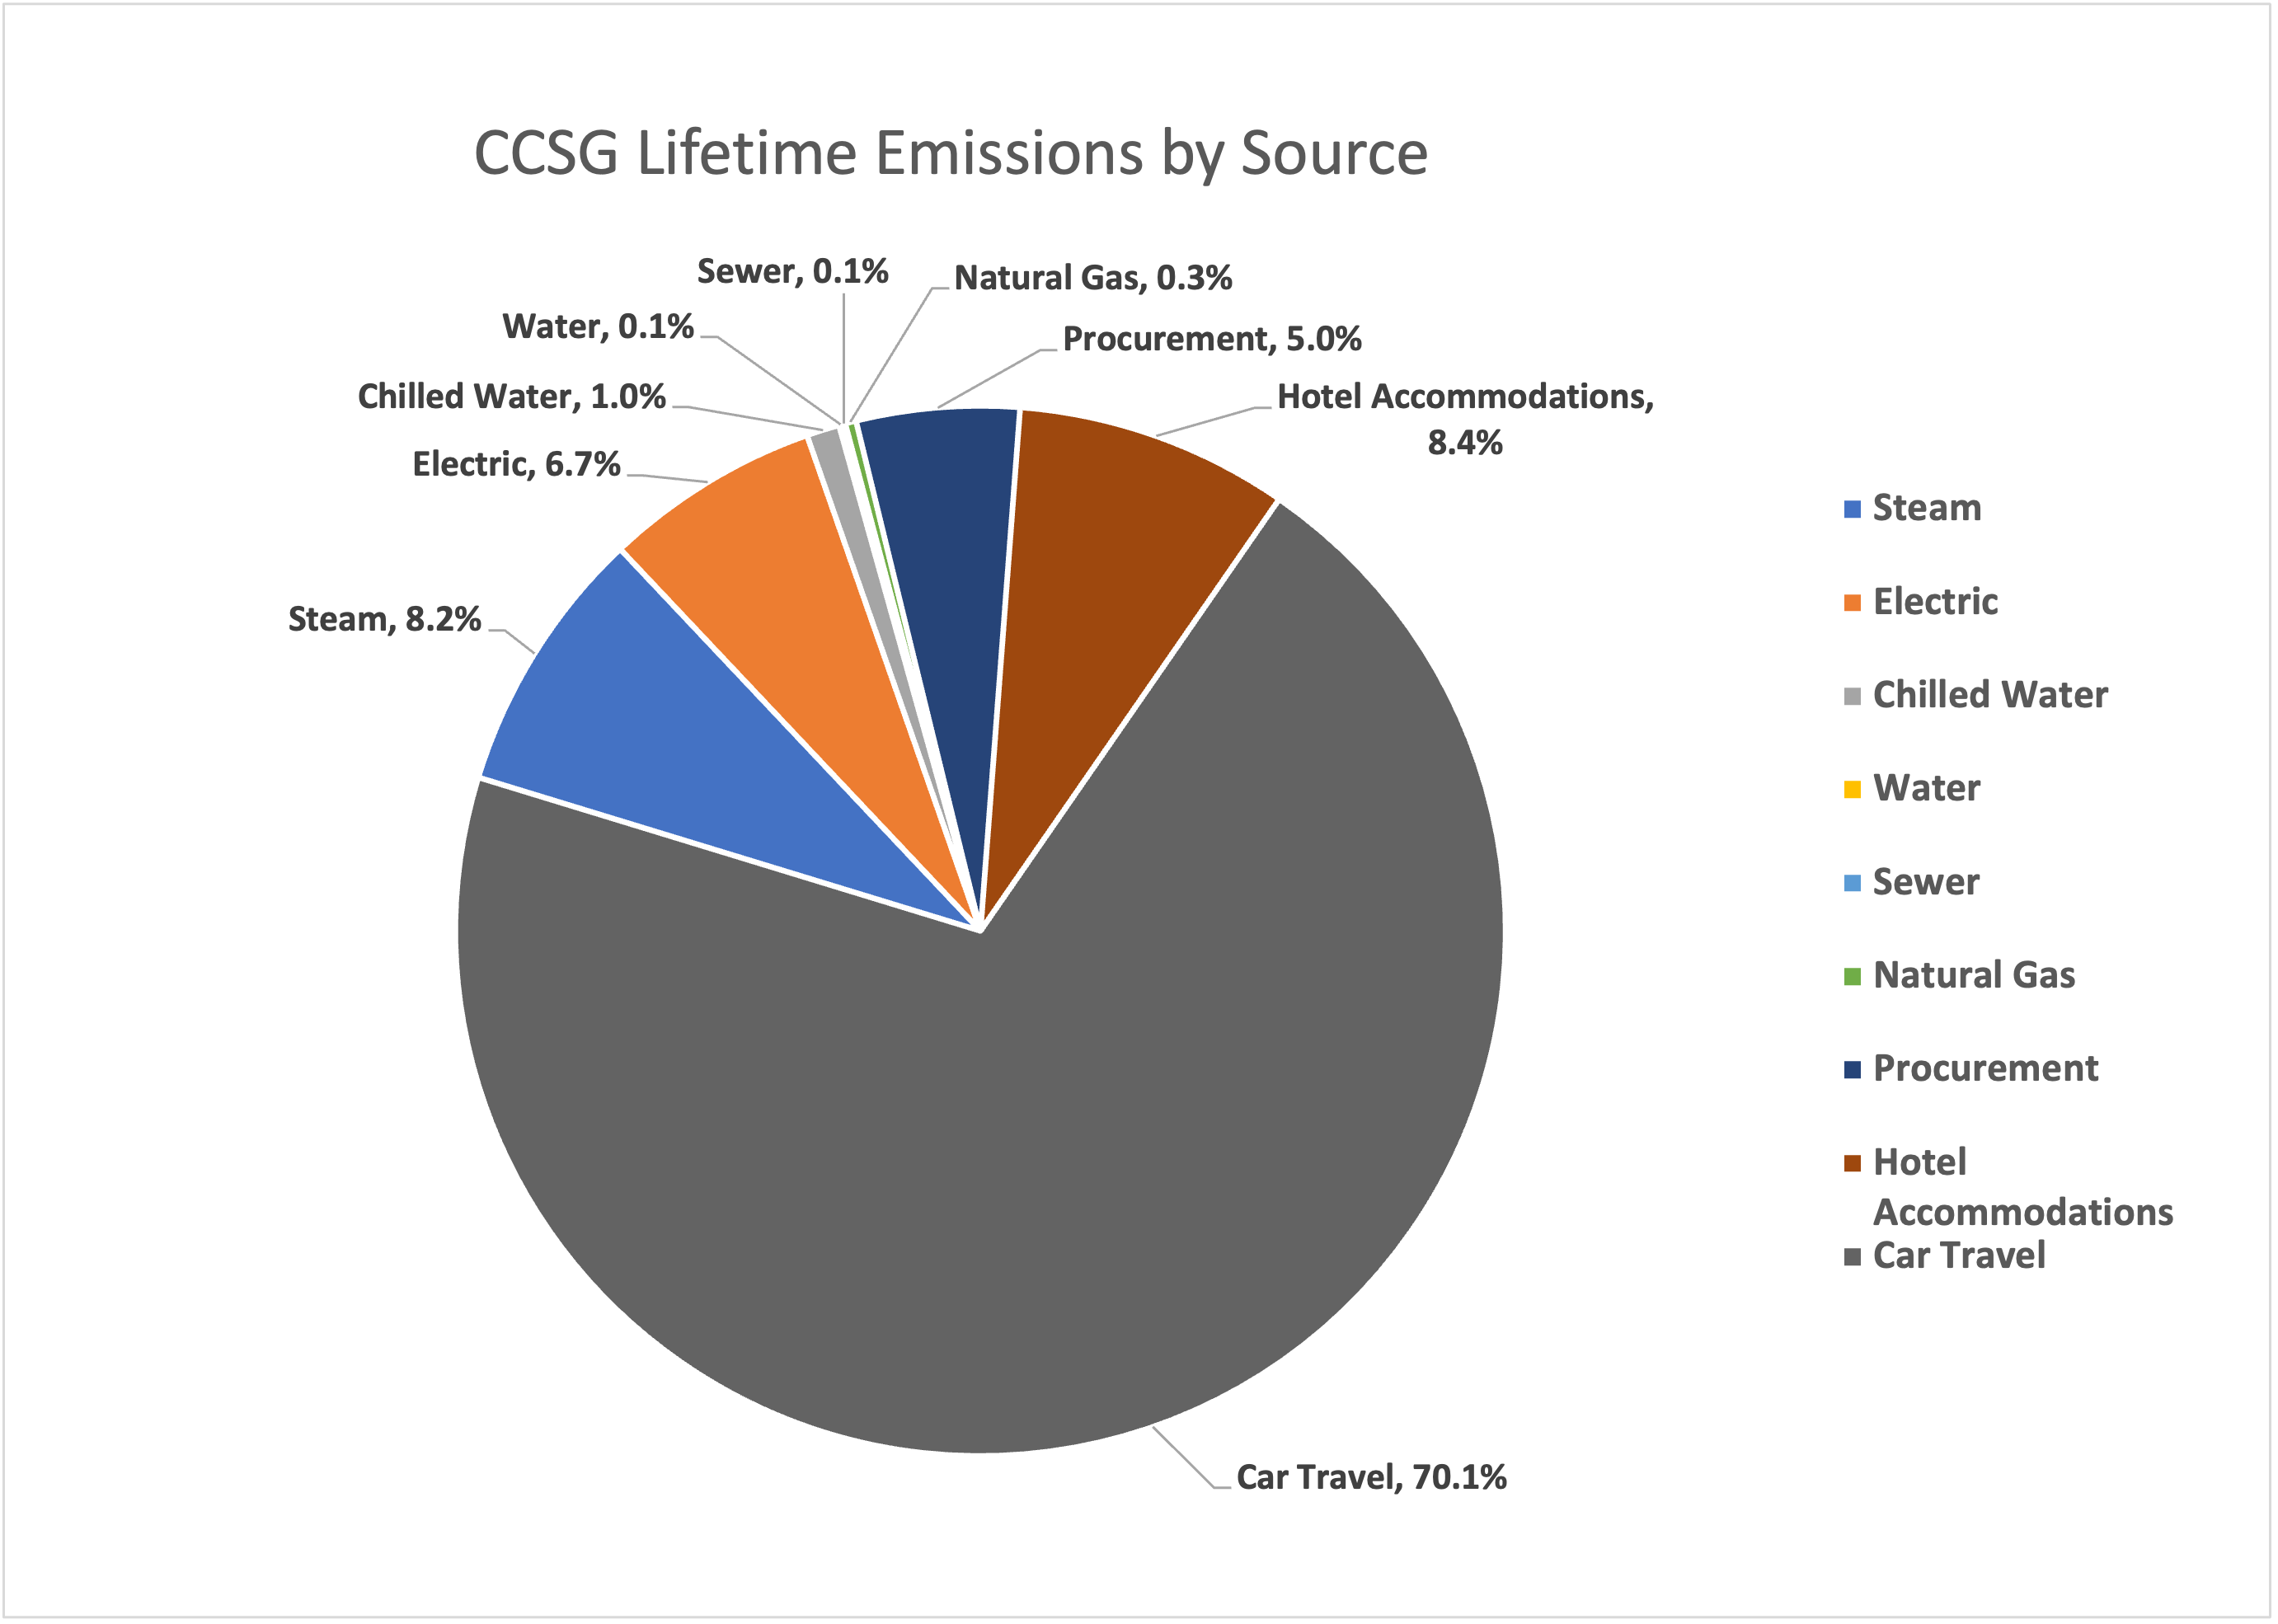 CCSG Lifetime Emissions by Source
Sewer, 0.1%
Natural Gas, 0.3%
Water, 0.1%
Procurement, 5.0%
Chilled Water, 1.0%
Hotel Accommodations,
8.4%
Electric, 6.7%
Steam, 8.2%
Car Travel, 70.1%
Steam
Electric
Chilled Water
Water
Sewer
Natural Gas
Procurement
Hotel
Accommodations
Car Travel